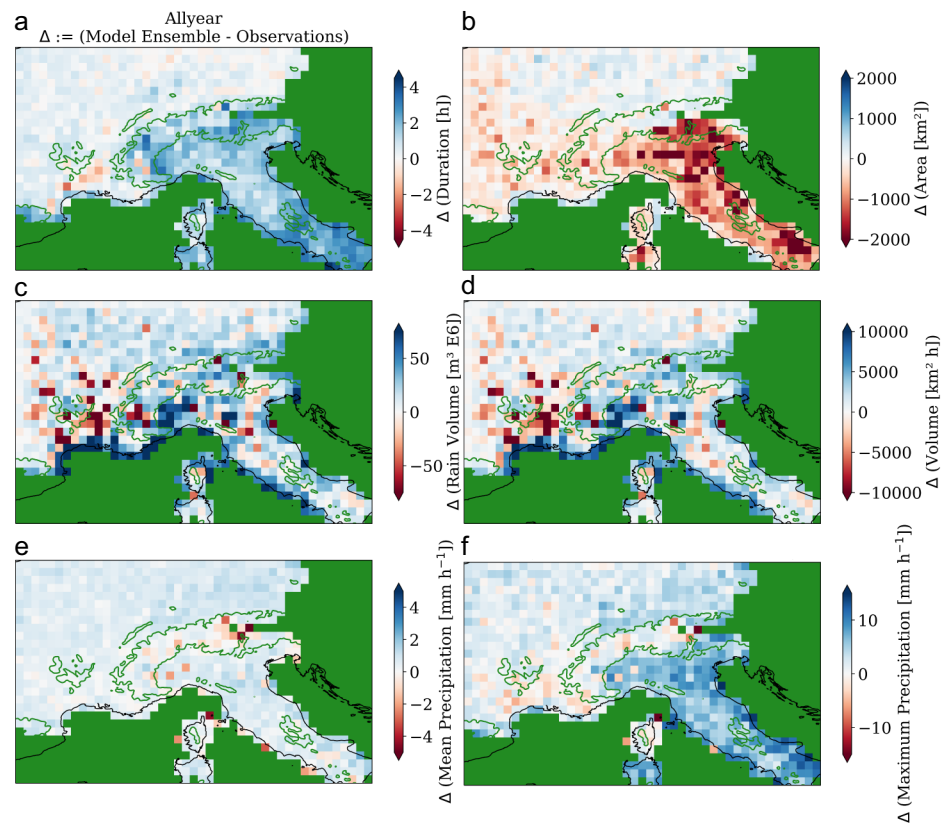 a
Allyear
Δ := (Model Ensemble - Observations)
4
2
0
−2
−4
Δ (Duration [h])
b
2000
1000
0
−1000
−2000
Δ (Area [km²])
c
50
0
−50
Δ (Rain Volume [m³ E6])
d
10000
5000
0
−5000
−10000
Δ (Volume [km² h])
e
4
2
0
−2
−4
Δ (Mean Precipitation [mm h⁻¹])
f
10
0
−10
Δ (Maximum Precipitation [mm h⁻¹])